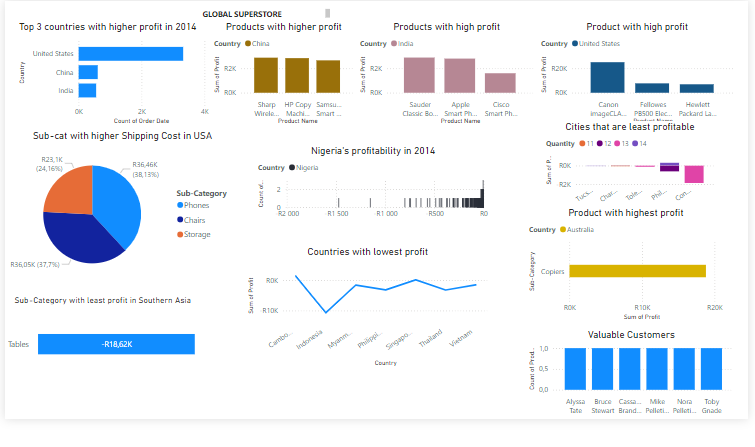 GLOBAL SUPERSTORE
Top 3 countries with higher profit in 2014
Country
United States
China
India
0K
2K
4K
Count of Order Date
Products with higher profit
Country China
Sum of Profit
R2K
R0K
Sharp Wirele...
HP Copy Machi...
Samsu... Smart ...
Product Name
Products with high profit
Country India
Sum of Profit
R2K
R0K
Sauder Classic Bo...
Apple Smart Ph...
Cisco Smart Ph...
Product Name
Product with high profit
Country United States
Sum of Profit
R20K
R0K
Canon imageCLA...
Fellowes PB500 Elec...
Hewlett Packard La...
Product Name
Sub-cat with higher Shipping Cost in USA
R23,1K
(24,16%)
R36,46K
(38,13%)
R36,05K (37,7%)
Sub-Category
Phones
Chairs
Storage
Nigeria's profitability in 2014
Country Nigeria
Count of...
2
0
R2 000
R1 500
R1 000
R500
R0
Cities that are least profitable
Quantity 11 12 13 14
Sum of P...
R0K
R2K
Tucs...
Char...
Tole...
Phil...
Con...
Product with highest profit
Country Australia
Sub-Category
Copiers
R0K
R10K
R20K
Sum of Profit
Countries with lowest profit
Sum of Profit
R0K
-R10K
Cambo...
Indonesia
Myanm...
Philippi...
Singapo...
Thailand
Vietnam
Country
Sub-Category with least profit in Southern Asia
Tables
-R18,62K
Valuable Customers
Count of Prod...
1,0
0,5
0,0
Alyssa Tate
Bruce Stewart
Cassa... Brand...
Mike Pelleti...
Nora Pelleti...
Toby Gnade